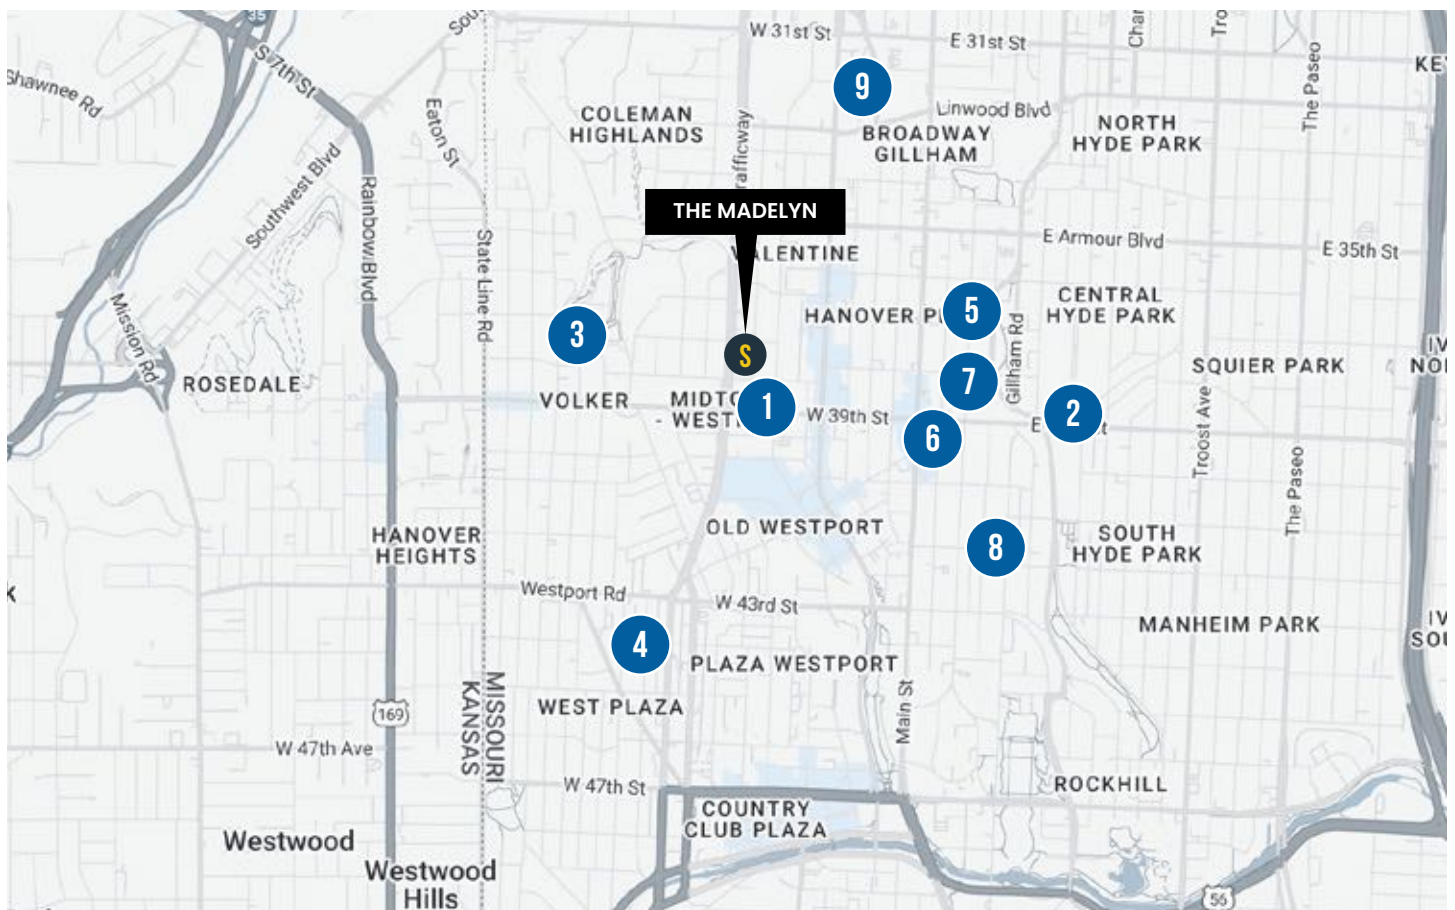 35
W 31st St
E 31st St
The Paseo
S 7th St
Shawnee Rd
9
Linwood Blvd
COLEMAN
HIGHLANDS
BROADWAY
GILLHAM
NORTH
HYDE PARK
Eaton St
Southwest Blvd
Rainbow Blvd
State Line Rd
THE MADELYN
E Armour Blvd
E 35th St
Mission Rd
HANOVER
5
CENTRAL
HYDE PARK
3
S
Gillham Rd
SQUIER PARK
ROSEDALE
7
VOLKER
1
W 39th St
2
6
Troost Ave
The Paseo
OLD WESTPORT
HANOVER
HEIGHTS
8
SOUTH
HYDE PARK
Westport Rd
W 43rd St
MANHEIM PARK
4
PLAZA WESTPORT
MISSOURI
KANSAS
WEST PLAZA
Main St
169
W 47th Ave
W 47th St
ROCKHILL
COUNTRY
CLUB PLAZA
Westwood
Westwood
Hills
56